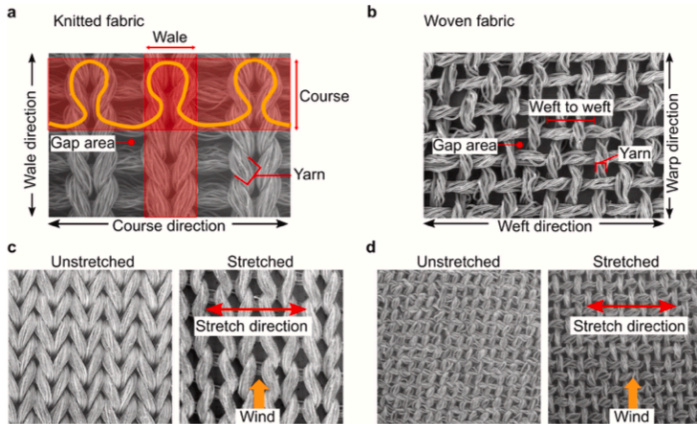 a Knitted fabric
Wale
Course
Wale direction
Gap area
Yarn
Course direction
b Woven fabric
Weft to weft
Gap area
Yarn
Warp direction
Weft direction
c
Unstretched
Stretched
Stretch direction
Wind
d
Unstretched
Stretched
Stretch direction
Wind